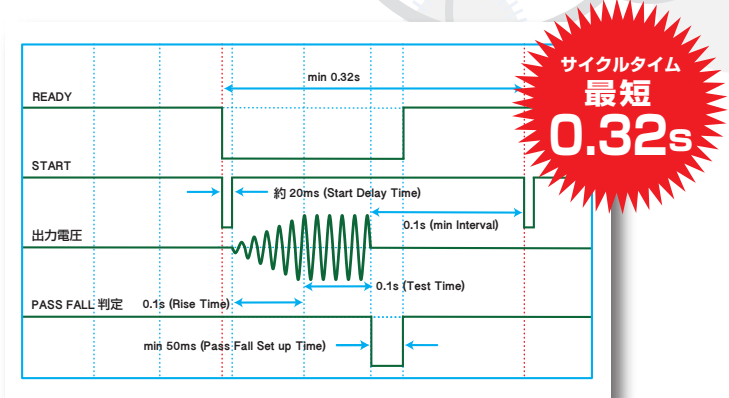 サイクルタイム
最短
0.32s
min 0.32s
READY
START
約 20ms (Start Delay Time)
0.1s (min Interval)
出力電圧
0.1s (Test Time)
PASS FALL 判定 0.1s (Rise Time)
min 50ms (Pass Fall Set up Time)